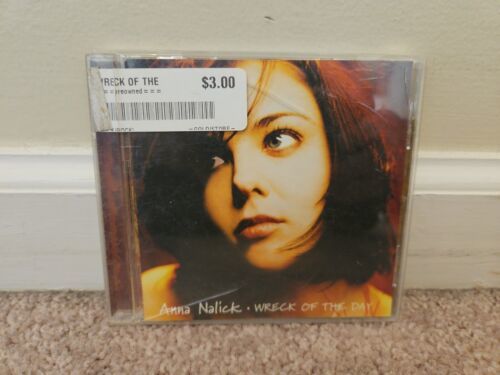 WRECK OF THE $3.00
= = preowned = = =
Anna Nalick • WRECK OF THE DAY